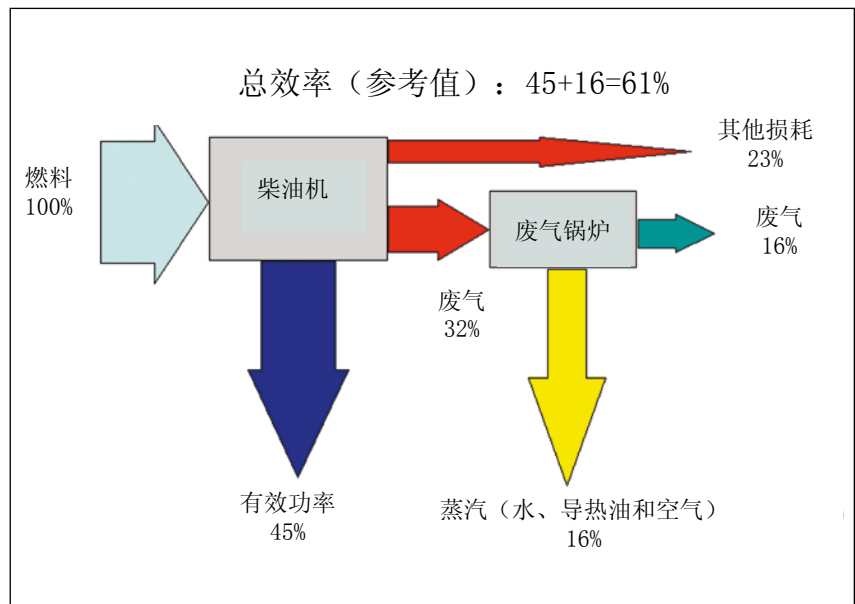 总效率（参考值）：45+16=61%
燃料
100%
柴油机
其他损耗
23%
废气锅炉
废气
16%
废气
32%
有效功率
45%
蒸汽（水、导热油和空气）
16%